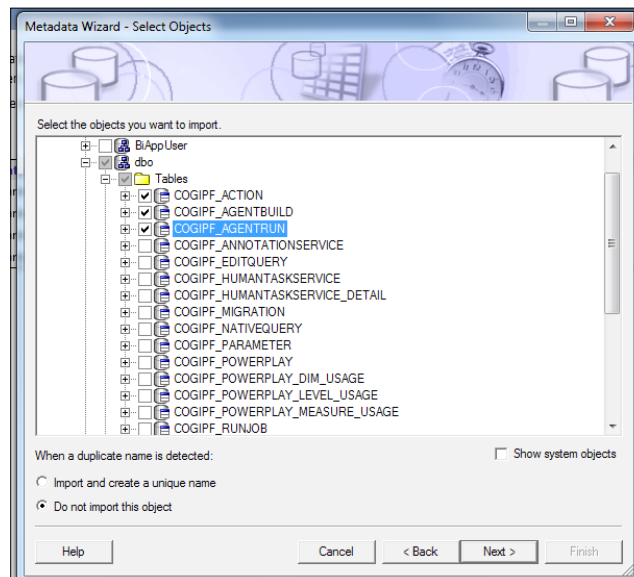 Metadata Wizard - Select Objects
Select the objects you want to import.
BiAppUser
dbo
Tables
COGIPF_ACTION
COGIPF_AGENTBUILD
COGIPF_AGENTRUN
COGIPF_ANNOTATIONSERVICE
COGIPF_EDITQUERY
COGIPF_HUMANTASKSERVICE
COGIPF_HUMANTASKSERVICE_DETAIL
COGIPF_MIGRATION
COGIPF_NATIVEQUERY
COGIPF_PARAMETER
COGIPF_POWERPLAY
COGIPF_POWERPLAY_DIM_USAGE
COGIPF_POWERPLAY_LEVEL_USAGE
COGIPF_POWERPLAY_MEASURE_USAGE
COGIPF_RUNJOB
When a duplicate name is detected:
Show system objects
Import and create a unique name
Do not import this object
Help
Cancel
< Back
Next >
Finish